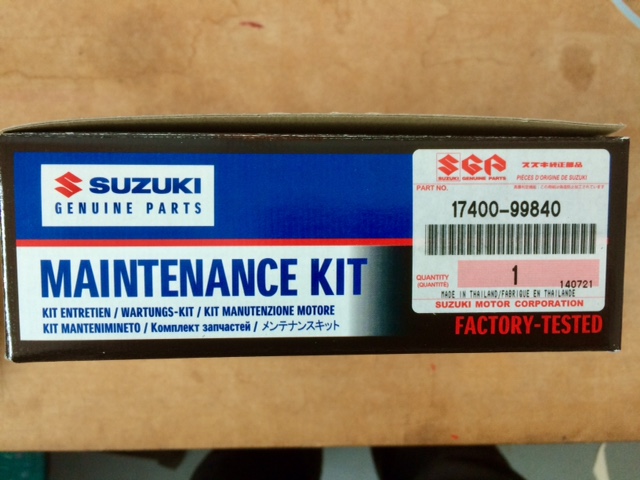 SUZUKI
GENUINE PARTS
MAINTENANCE KIT
KIT ENTRETIEN / WARTUNGS-KIT / KIT MANUTENZIONE MOTORE
KIT MANTENIMINETO / Комплект запчастей / メンテナンスキット
SGP スズキ純正部品
SUZUKI GENUINE PARTS PIÈCES D'ORIGINE DE SUZUKI
PART NO.
17400-99840
QUANTITY
(QUANTITÉ)
1
140721
MADE IN THAILAND/FABRIQUE EN THAILANDE
SUZUKI MOTOR CORPORATION
FACTORY-TESTED